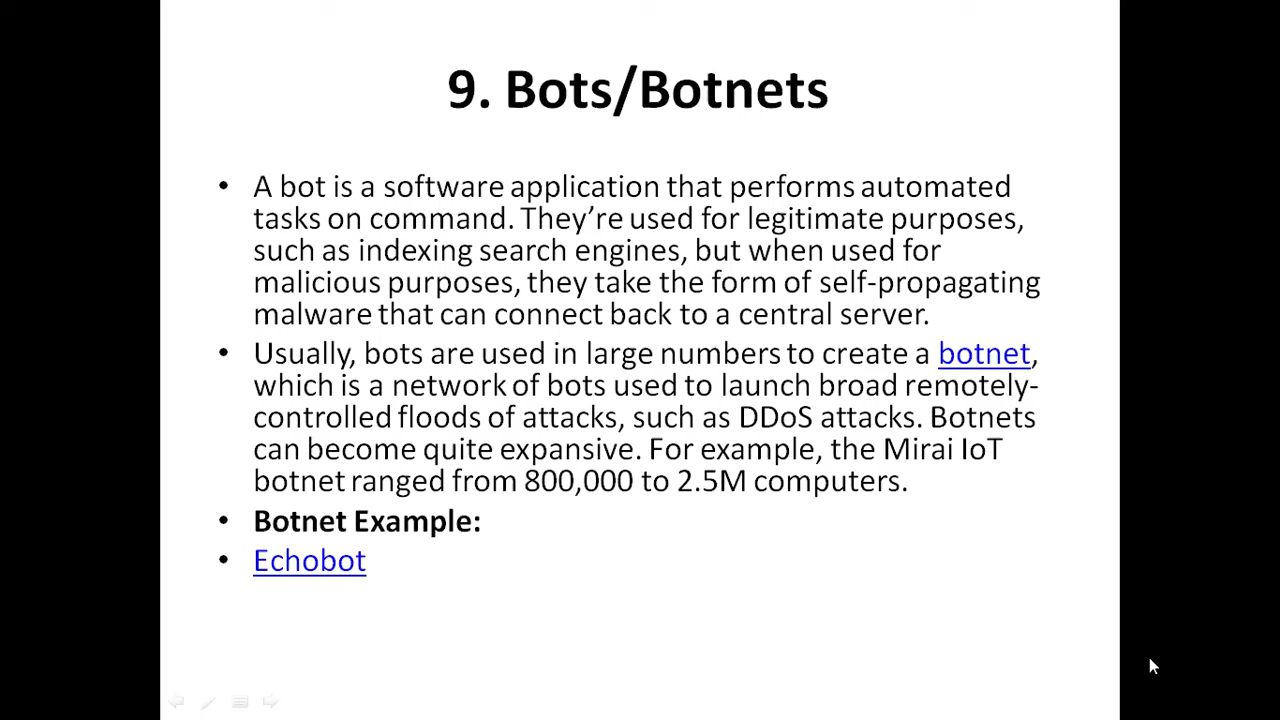 9. Bots/Botnets
• A bot is a software application that performs automated
tasks on command. They’re used for legitimate purposes,
such as indexing search engines, but when used for
malicious purposes, they take the form of self-propagating
malware that can connect back to a central server.
• Usually, bots are used in large numbers to create a botnet,
which is a network of bots used to launch broad remotely-
controlled floods of attacks, such as DDoS attacks. Botnets
can become quite expansive. For example, the Mirai IoT
botnet ranged from 800,000 to 2.5M computers.
• Botnet Example:
• Echobot